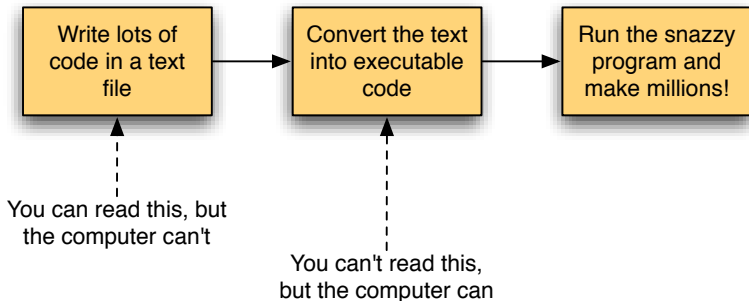 Write lots of
code in a text
file
Convert the text
into executable
code
Run the snazzy
program and
make millions!
You can read this, but
the computer can't
You can't read this,
but the computer can